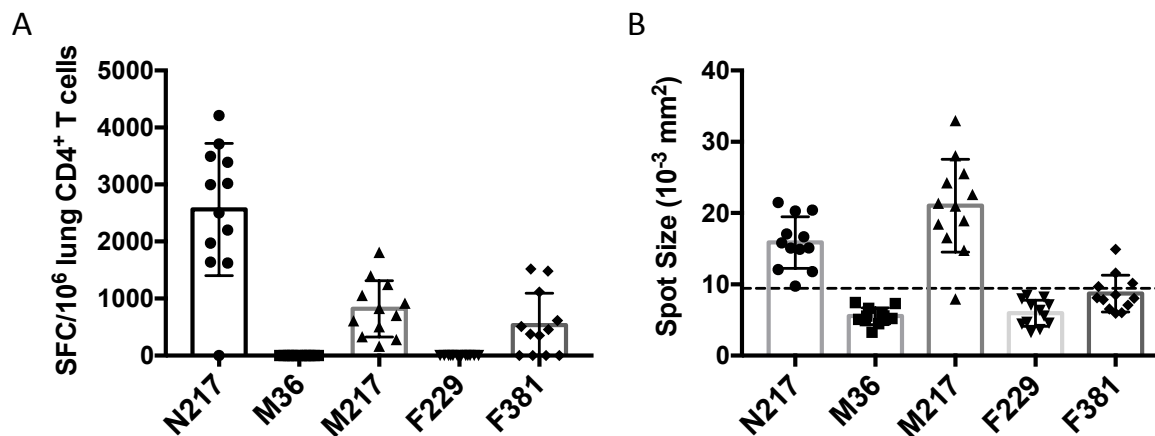 A
SFC/10⁶ lung CD4⁺ T cells
5000
4000
3000
2000
1000
0
N217
M36
M217
F229
F381
B
Spot Size (10⁻³ mm²)
40
30
20
10
0
N217
M36
M217
F229
F381